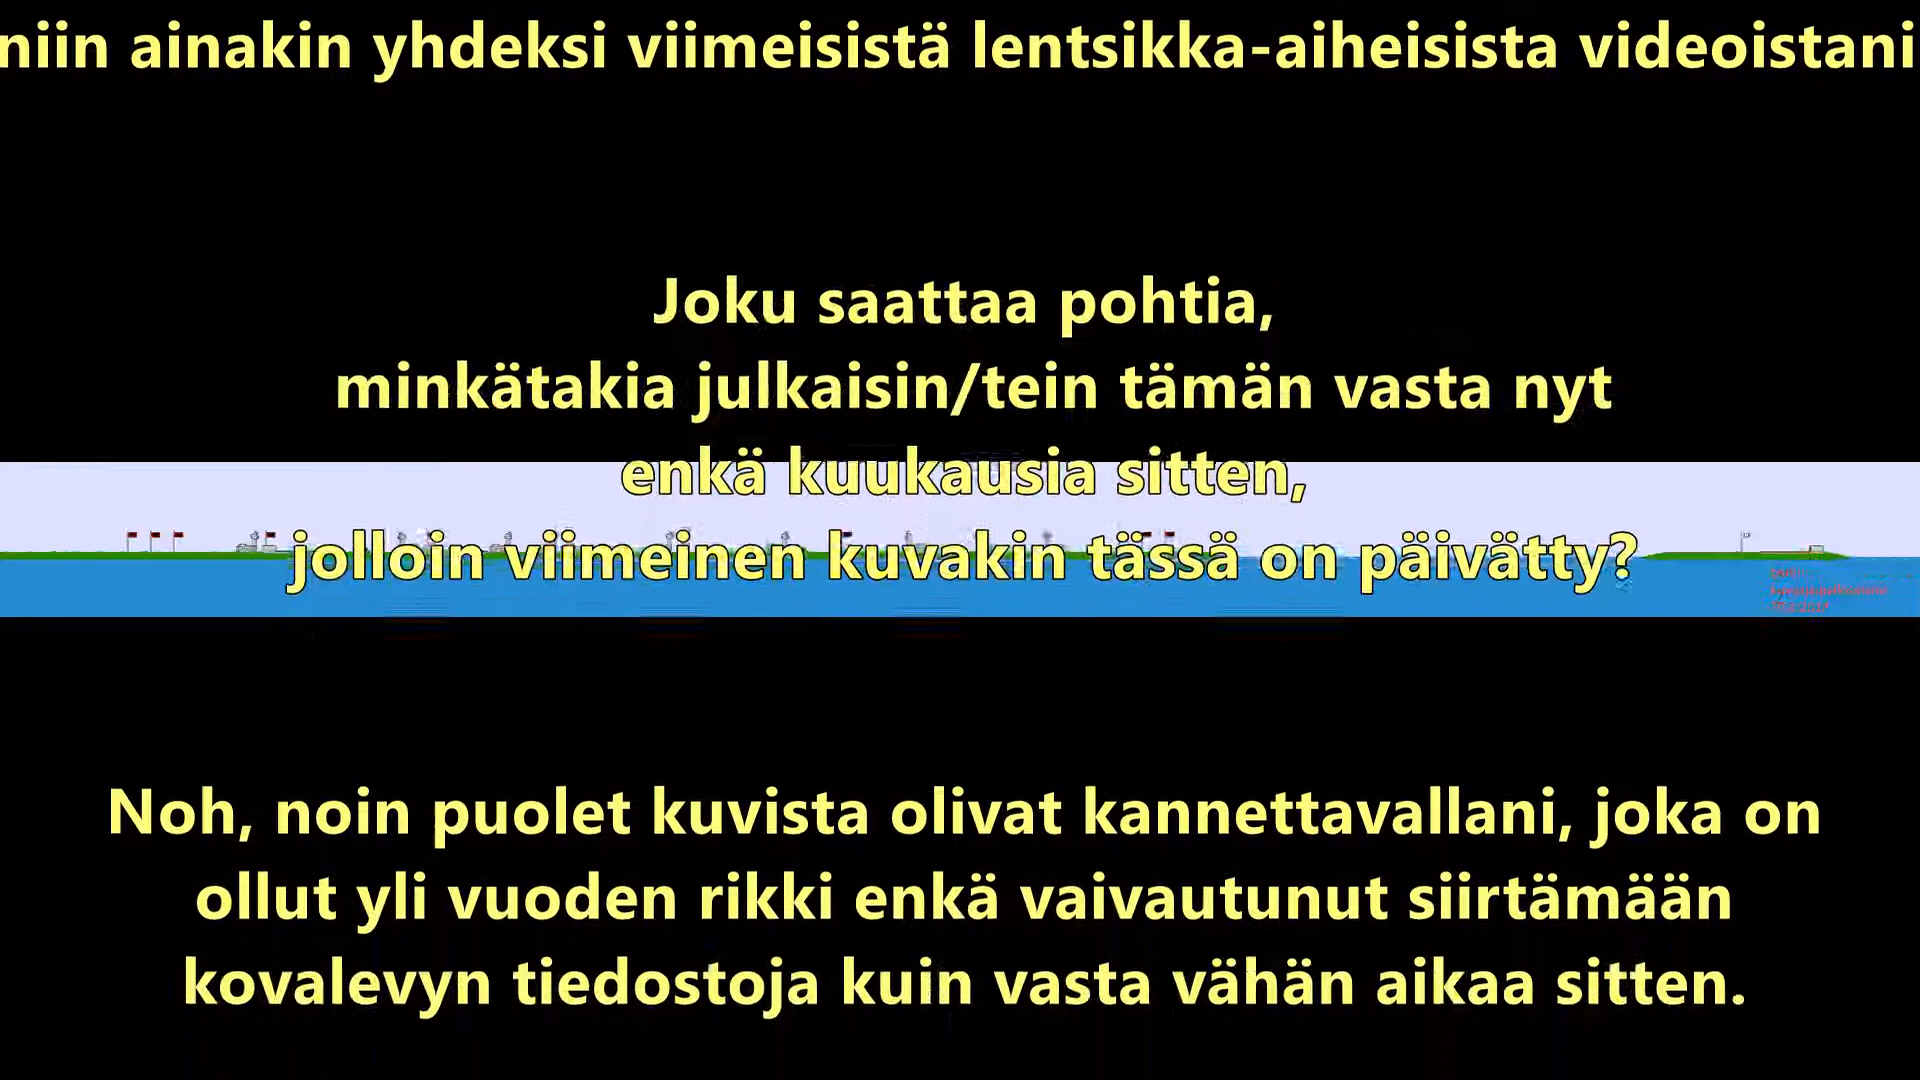 niin ainakin yhdeksi viimeisistä lentsikka-aiheisista videoistani
Joku saattaa pohtia,
minkätakia julkaisin/tein tämän vasta nyt
enkä kuukausia sitten,
jolloin viimeinen kuvakin tässä on päivätty?
Noh, noin puolet kuvista olivat kannettavallani, joka on
ollut yli vuoden rikki enkä vaivautunut siirtämään
kovalevyn tiedostoja kuin vasta vähän aikaa sitten.